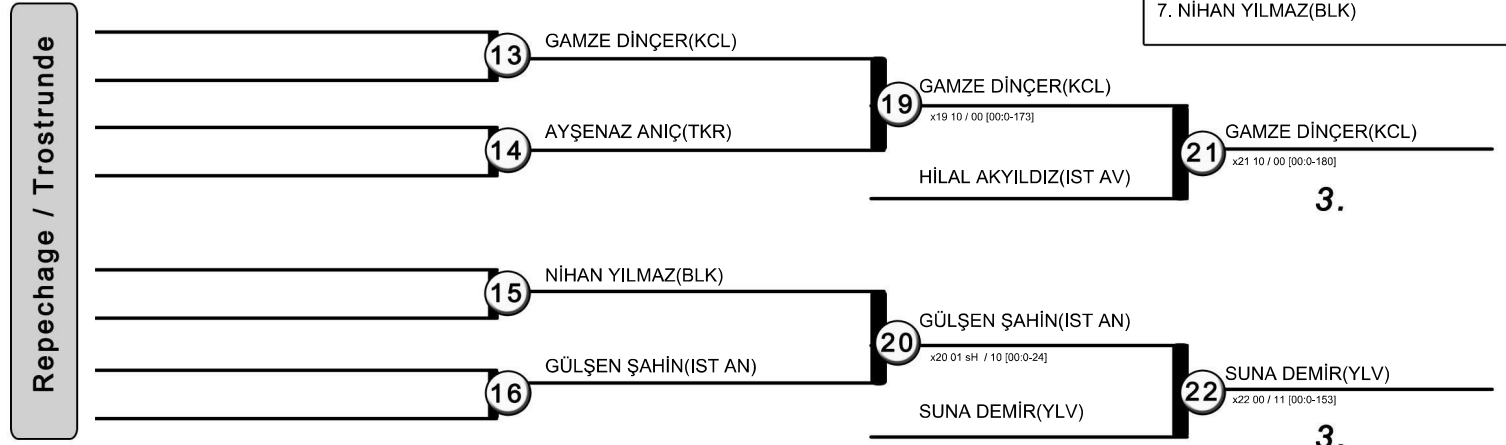 7. NİHAN YILMAZ(BLK)
Repechage / Trostrunde
13
GAMZE DİNÇER(KCL)
19
GAMZE DİNÇER(KCL)
x19 10 / 00 [00:0-173]
14
AYŞENAZ ANIÇ(TKR)
21
GAMZE DİNÇER(KCL)
x21 10 / 00 [00:0-180]
HİLAL AKYILDIZ(IST AV)
3.
15
NİHAN YILMAZ(BLK)
20
GÜLŞEN ŞAHİN(IST AN)
x20 01 sH / 10 [00:0-24]
16
GÜLŞEN ŞAHİN(IST AN)
22
SUNA DEMİR(YLV)
x22 00 / 11 [00:0-153]
SUNA DEMİR(YLV)
3.